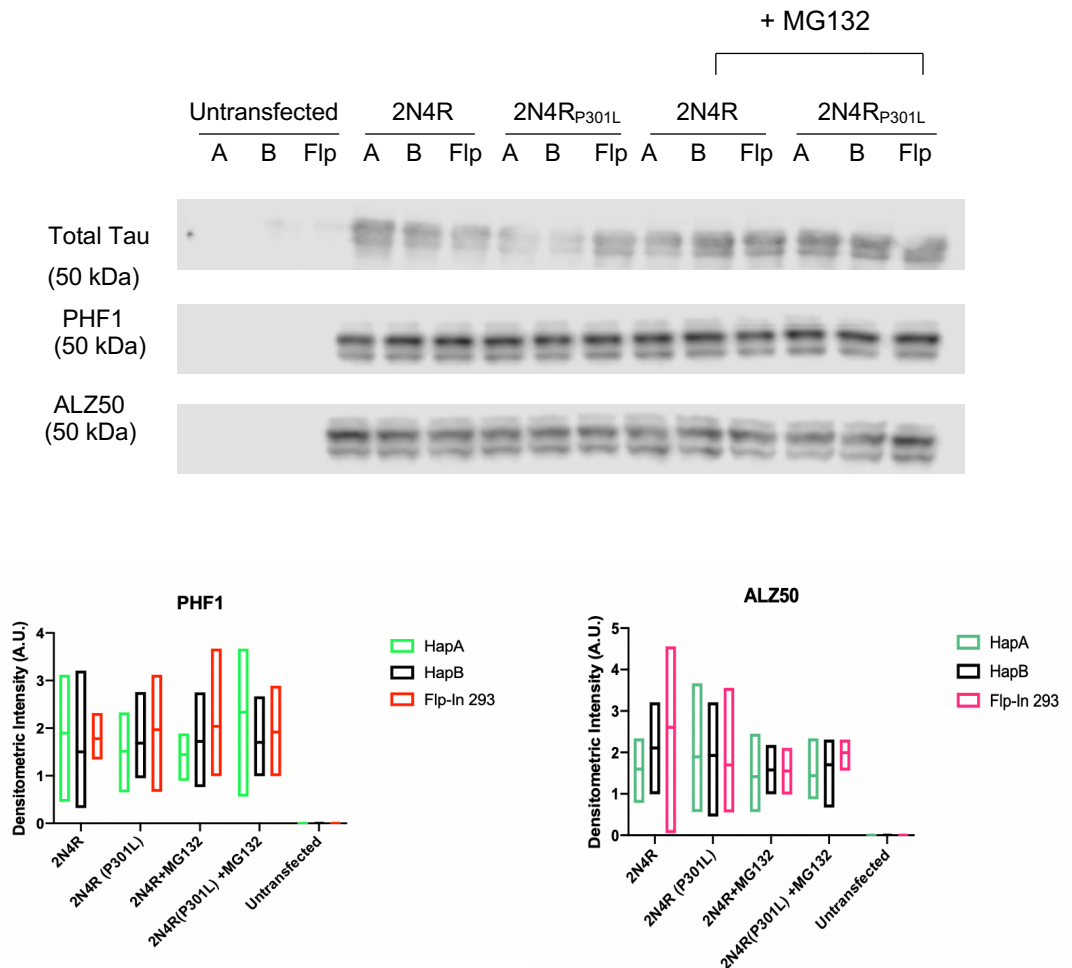 + MG132
Untransfected 2N4R 2N4RP301L 2N4R 2N4RP301L
A B Flp A B Flp A B Flp A B Flp A B Flp
Total Tau
(50 kDa)
PHF1
(50 kDa)
ALZ50
(50 kDa)
PHF1
Densitometric Intensity (A.U.)
4
3
2
1
0
2N4R
2N4R (P301L)
2N4R+MG132
2N4R(P301L) +MG132
Untransfected
HapA
HapB
Flp-In 293
ALZ50
Densitometric Intensity (A.U.)
5
4
3
2
1
0
2N4R
2N4R (P301L)
2N4R+MG132
2N4R(P301L) +MG132
Untransfected
HapA
HapB
Flp-In 293